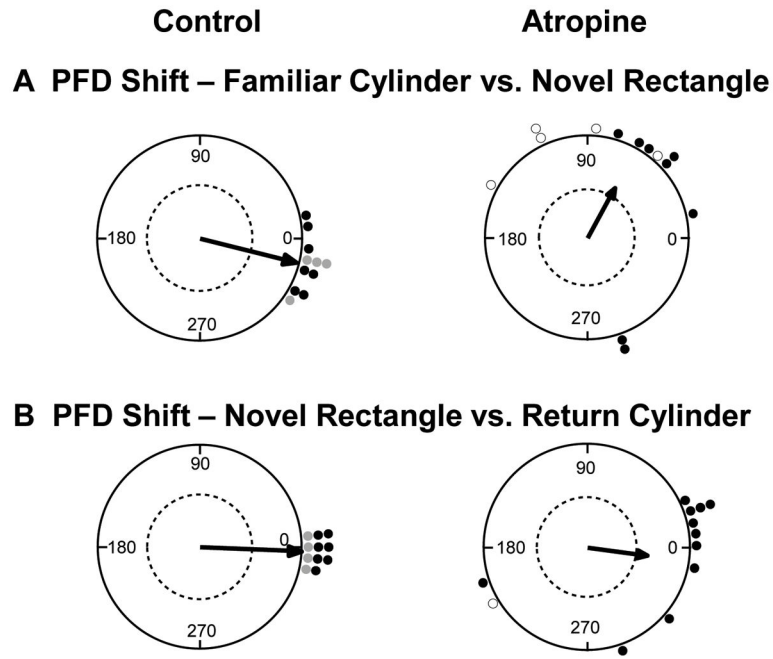 Control Atropine
A PFD Shift – Familiar Cylinder vs. Novel Rectangle
90 90
180 0 180 0
270 270
B PFD Shift – Novel Rectangle vs. Return Cylinder
90 90
180 0 180 0
270 270